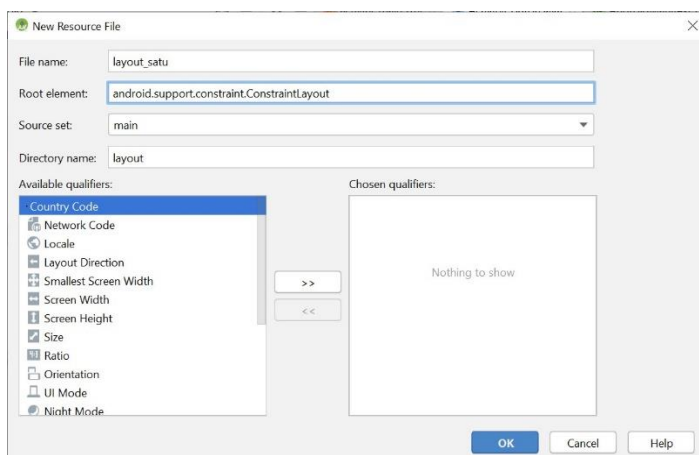 New Resource File
File name: layout_satu
Root element: android.support.constraint.ConstraintLayout
Source set: main
Directory name: layout
Available qualifiers: Chosen qualifiers:
Country Code
Network Code
Locale
Layout Direction
Smallest Screen Width
Screen Width
Screen Height
Size
Ratio
Orientation
UI Mode
Night Mode
>>
<<
Nothing to show
OK Cancel Help